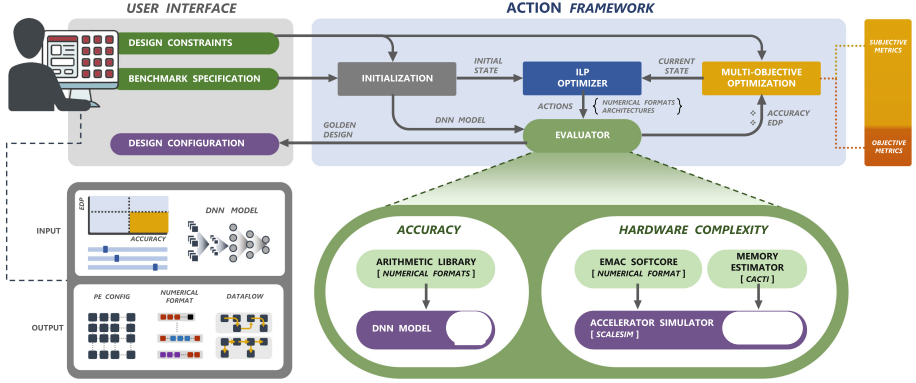 USER INTERFACE
ACTION FRAMEWORK
DESIGN CONSTRAINTS
BENCHMARK SPECIFICATION
DESIGN CONFIGURATION
INITIALIZATION
INITIAL
STATE
ILP
OPTIMIZER
CURRENT
STATE
MULTI-OBJECTIVE
OPTIMIZATION
SUBJECTIVE
METRICS
OBJECTIVE
METRICS
ACTIONS
{ NUMERICAL FORMATS
ARCHITECTURES }
ACCURACY
EDP
DNN MODEL
GOLDEN
DESIGN
EVALUATOR
INPUT
EDP
ACCURACY
DNN MODEL
OUTPUT
PE CONFIG
NUMERICAL
FORMAT
DATAFLOW
ACCURACY
ARITHMETIC LIBRARY
[ NUMERICAL FORMATS ]
DNN MODEL
HARDWARE COMPLEXITY
EMAC SOFTCORE
[ NUMERICAL FORMAT ]
MEMORY
ESTIMATOR
[ CACTI ]
ACCELERATOR SIMULATOR
[ SCALESIM ]